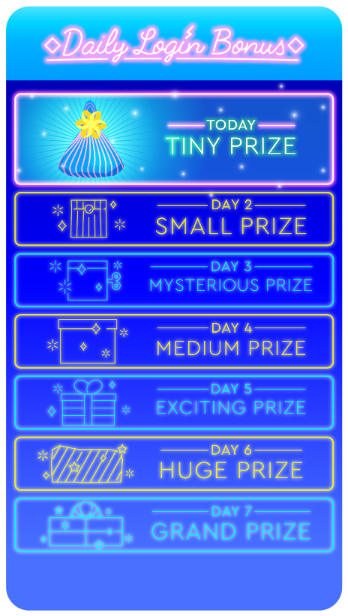 Daily Login Bonus
TODAY
TINY PRIZE
DAY 2
SMALL PRIZE
DAY 3
MYSTERIOUS PRIZE
DAY 4
MEDIUM PRIZE
DAY 5
EXCITING PRIZE
DAY 6
HUGE PRIZE
DAY 7
GRAND PRIZE